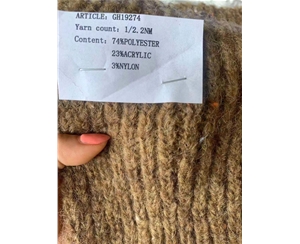 ARTICLE: GH19274
Yarn count: 1/2.2NM
Content: 74%POLYESTER
23%ACRYLIC
3%NYLON